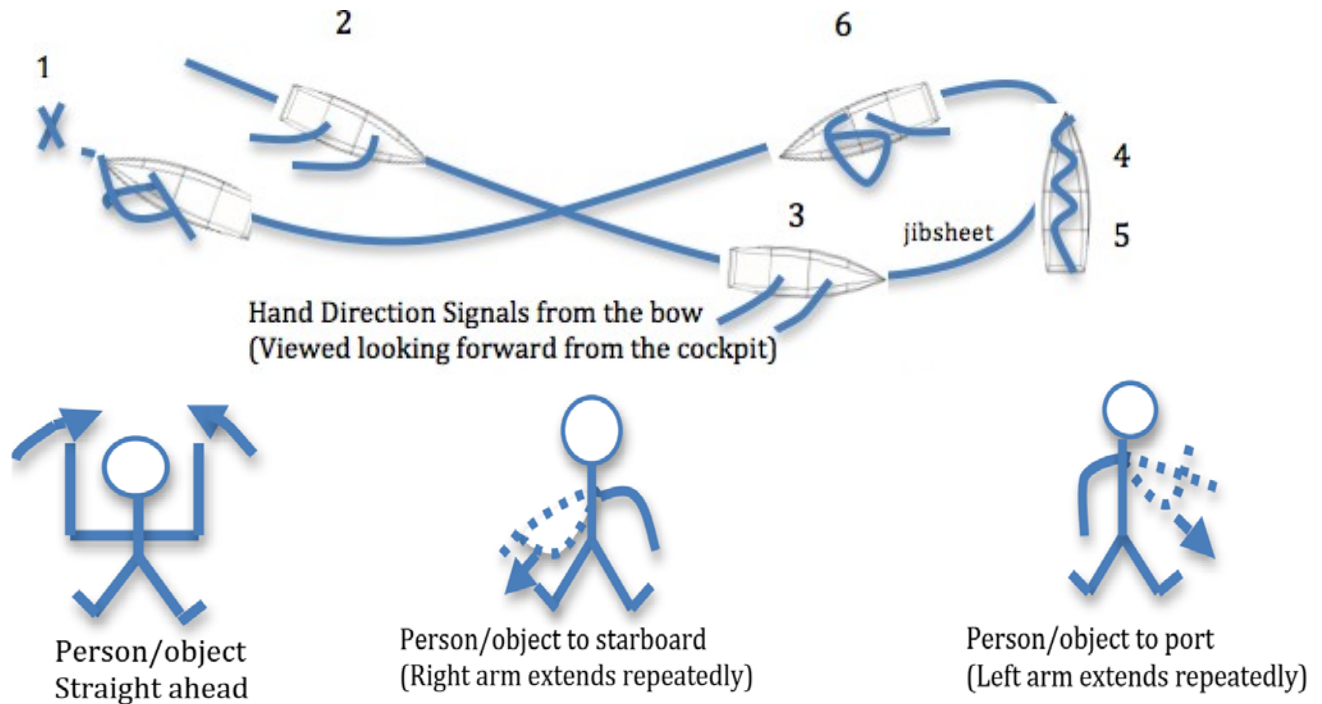 1
2
6
3
4
jibsheet
5
Hand Direction Signals from the bow
(Viewed looking forward from the cockpit)
Person/object
Straight ahead
Person/object to starboard
(Right arm extends repeatedly)
Person/object to port
(Left arm extends repeatedly)